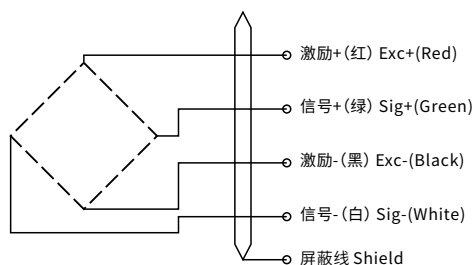 激励+(红) Exc+(Red)
信号+(绿) Sig+(Green)
激励-(黑) Exc-(Black)
信号-(白) Sig-(White)
屏蔽线 Shield